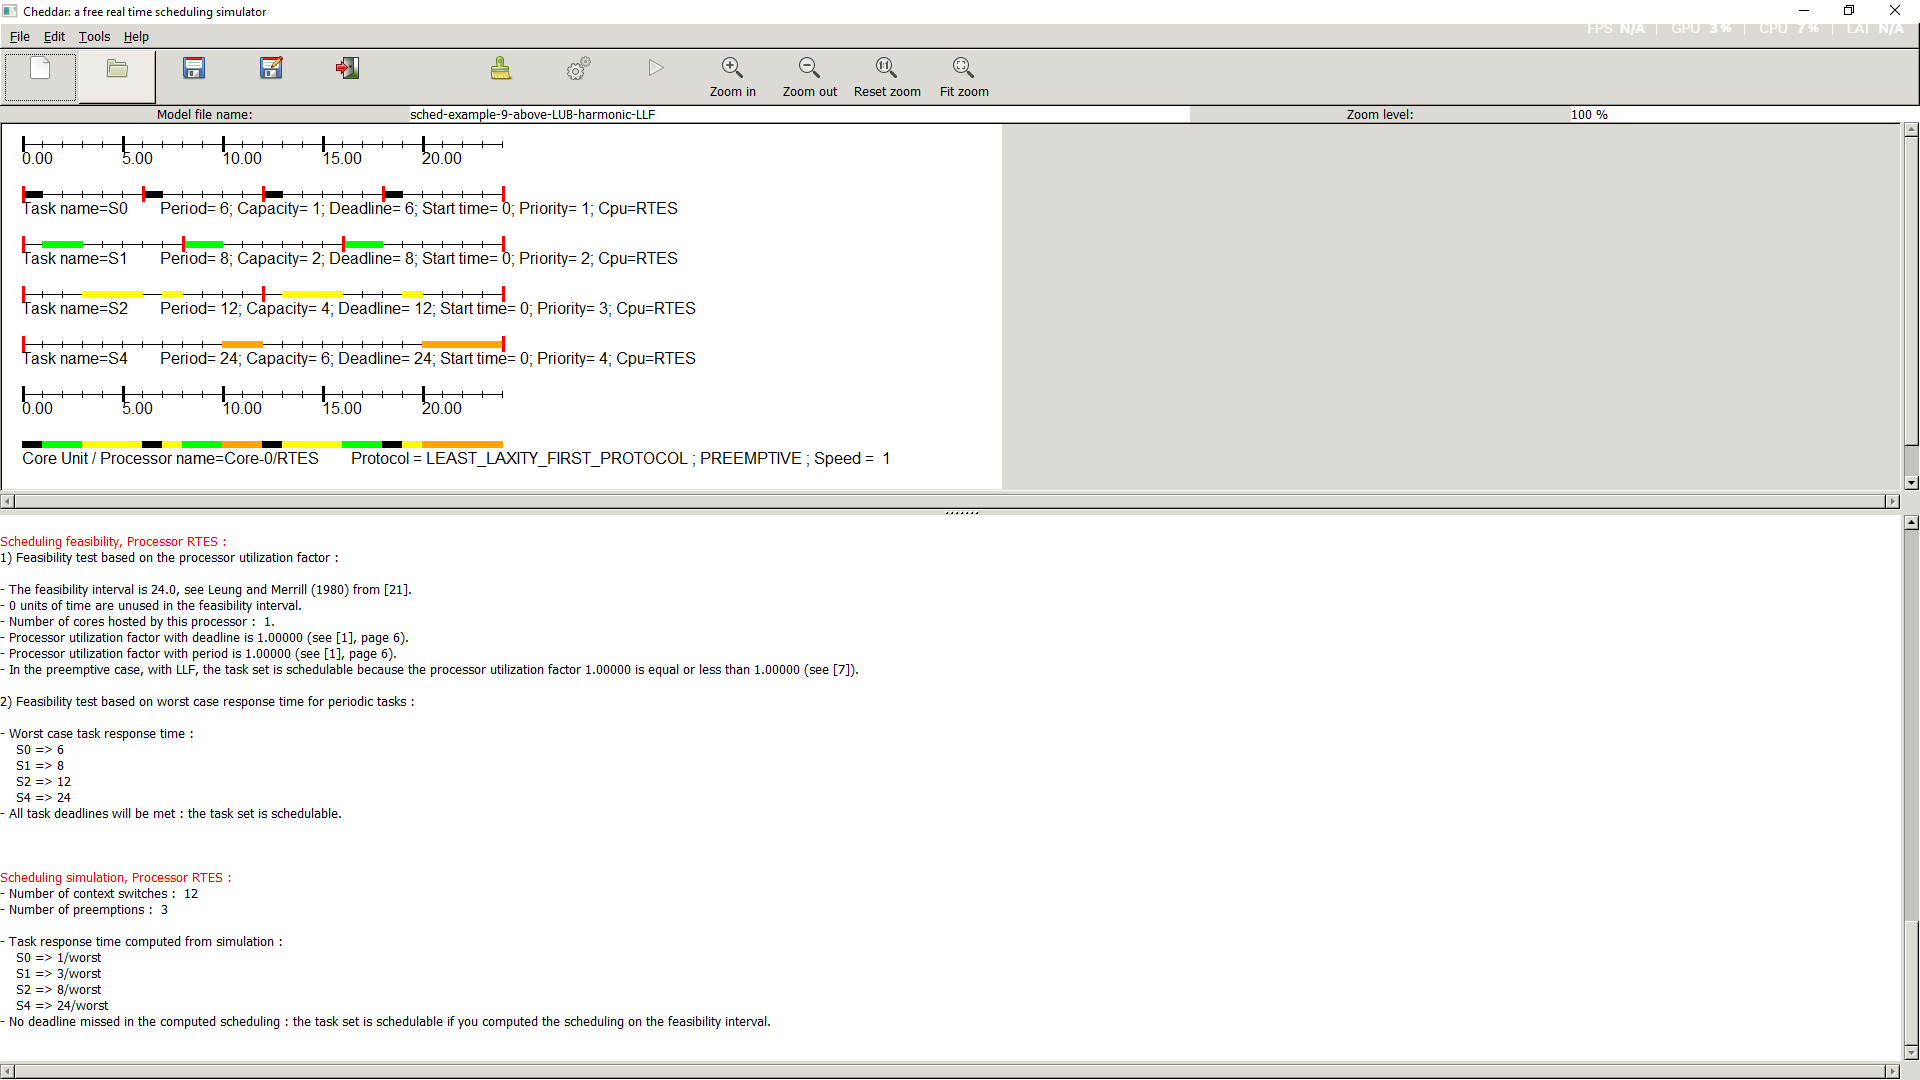 Cheddar: a free real time scheduling simulator
FPS N/A | GPU 3% | CPU 7% | LAT N/A
File Edit Tools Help
Zoom in Zoom out Reset zoom Fit zoom
Model file name: sched-example-9-above-LUB-harmonic-LLF Zoom level: 100 %
0.00 5.00 10.00 15.00 20.00
Task name=S0 Period= 6; Capacity= 1; Deadline= 6; Start time= 0; Priority= 1; Cpu=RTES
Task name=S1 Period= 8; Capacity= 2; Deadline= 8; Start time= 0; Priority= 2; Cpu=RTES
Task name=S2 Period= 12; Capacity= 4; Deadline= 12; Start time= 0; Priority= 3; Cpu=RTES
Task name=S4 Period= 24; Capacity= 6; Deadline= 24; Start time= 0; Priority= 4; Cpu=RTES
0.00 5.00 10.00 15.00 20.00
Core Unit / Processor name=Core-0/RTES Protocol = LEAST_LAXITY_FIRST_PROTOCOL ; PREEMPTIVE ; Speed = 1
Scheduling feasibility, Processor RTES :
1) Feasibility test based on the processor utilization factor :
- The feasibility interval is 24.0, see Leung and Merrill (1980) from [21].
- 0 units of time are unused in the feasibility interval.
- Number of cores hosted by this processor : 1.
- Processor utilization factor with deadline is 1.00000 (see [1], page 6).
- Processor utilization factor with period is 1.00000 (see [1], page 6).
- In the preemptive case, with LLF, the task set is schedulable because the processor utilization factor 1.00000 is equal or less than 1.00000 (see [7]).
2) Feasibility test based on worst case response time for periodic tasks :
- Worst case task response time :
S0 => 6
S1 => 8
S2 => 12
S4 => 24
- All task deadlines will be met : the task set is schedulable.
Scheduling simulation, Processor RTES :
- Number of context switches : 12
- Number of preemptions : 3
- Task response time computed from simulation :
S0 => 1/worst
S1 => 3/worst
S2 => 8/worst
S4 => 24/worst
- No deadline missed in the computed scheduling : the task set is schedulable if you computed the scheduling on the feasibility interval.